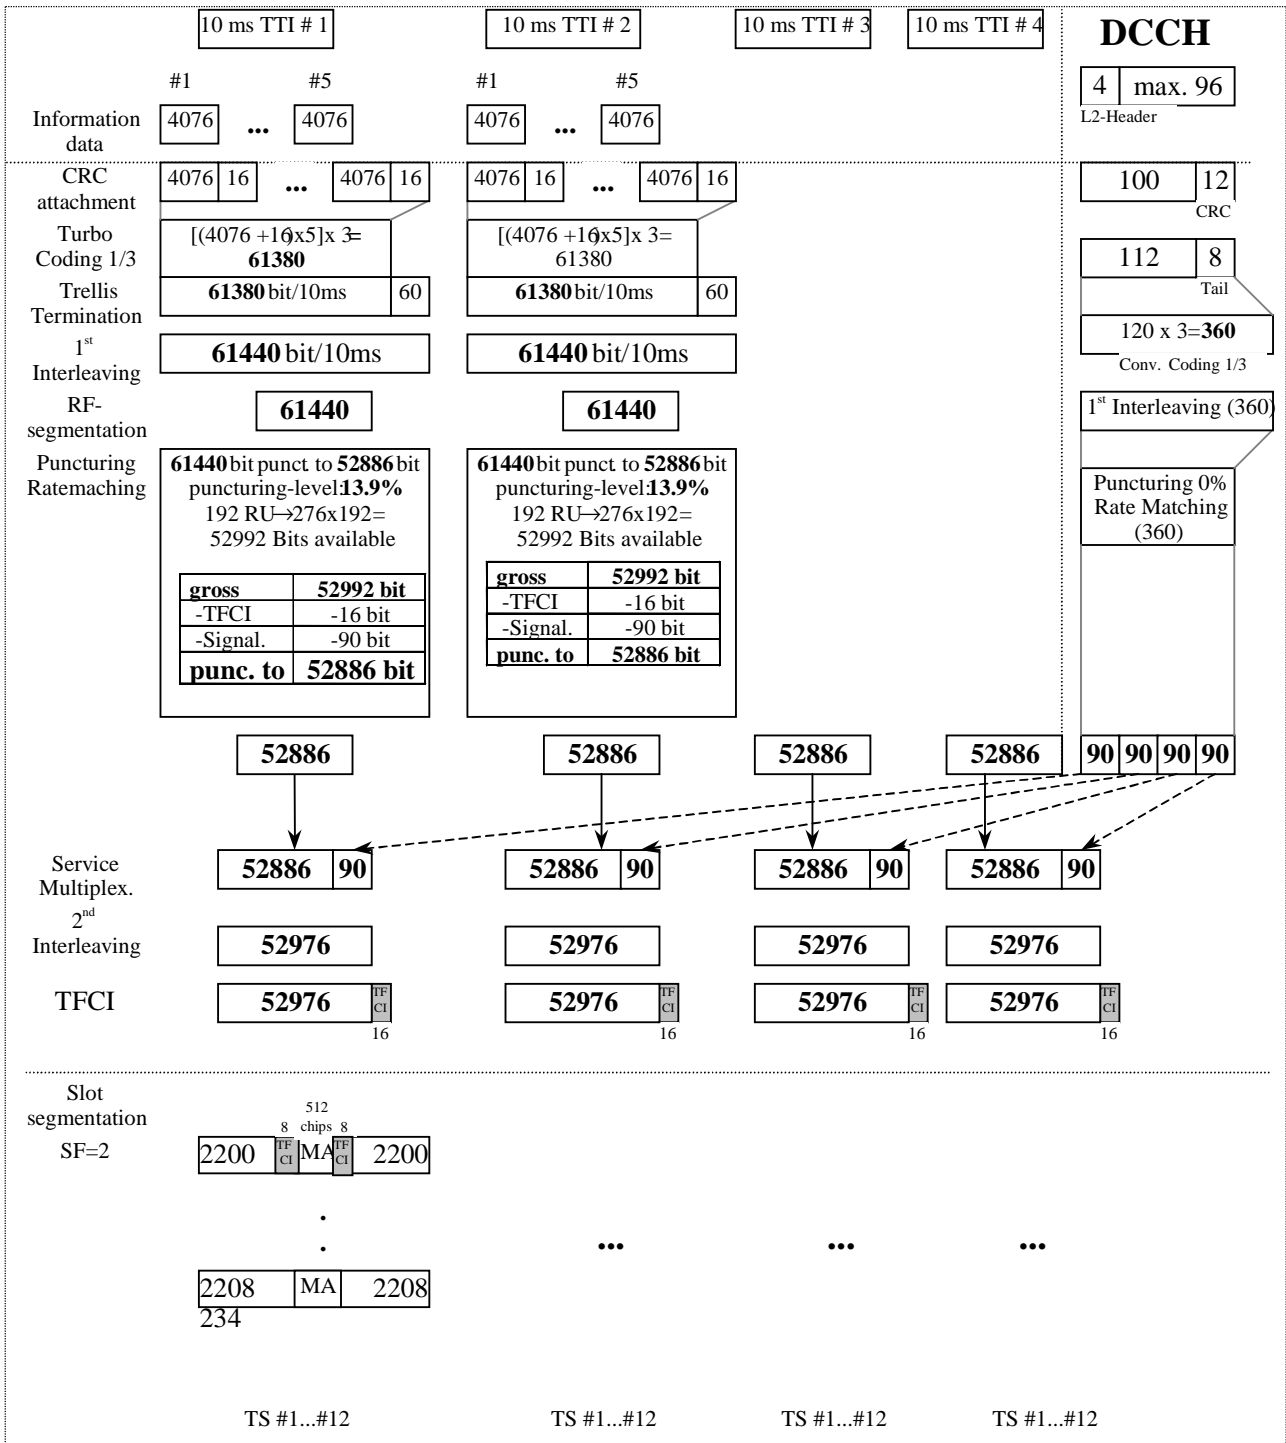 10 ms TTI # 1
10 ms TTI # 2
10 ms TTI # 3
10 ms TTI # 4
DCCH
#1 #5
#1 #5
4 max. 96
L2-Header
Information data
4076 ... 4076
4076 ... 4076
CRC attachment
4076 16 ... 4076 16
4076 16 ... 4076 16
100 12
CRC
Turbo Coding 1/3
[(4076 +16)x5]x 3=
61380
[(4076 +16)x5]x 3=
61380
112 8
Tail
Trellis Termination
61380 bit/10ms 60
61380 bit/10ms 60
120 x 3=360
Conv. Coding 1/3
1st Interleaving
61440 bit/10ms
61440 bit/10ms
RF-segmentation
61440
61440
1st Interleaving (360)
Puncturing Ratemaching
61440 bit punct. to 52886 bit
puncturing-level:13.9%
192 RU→276x192=
52992 Bits available
gross 52992 bit
-TFCI -16 bit
-Signal. -90 bit
punc. to 52886 bit
61440 bit punct. to 52886 bit
puncturing-level:13.9%
192 RU→276x192=
52992 Bits available
gross 52992 bit
-TFCI -16 bit
-Signal. -90 bit
punc. to 52886 bit
Puncturing 0%
Rate Matching
(360)
52886
52886
52886
52886
90 90 90 90
Service Multiplex.
52886 90
52886 90
52886 90
52886 90
2nd Interleaving
52976
52976
52976
52976
TFCI
52976 TF CI
16
52976 TF CI
16
52976 TF CI
16
52976 TF CI
16
Slot segmentation
SF=2
512
8 chips 8
2200 TF CI MA TF CI 2200
.
.
... ... ...
2208 MA 2208
234
TS #1...#12
TS #1...#12
TS #1...#12
TS #1...#12